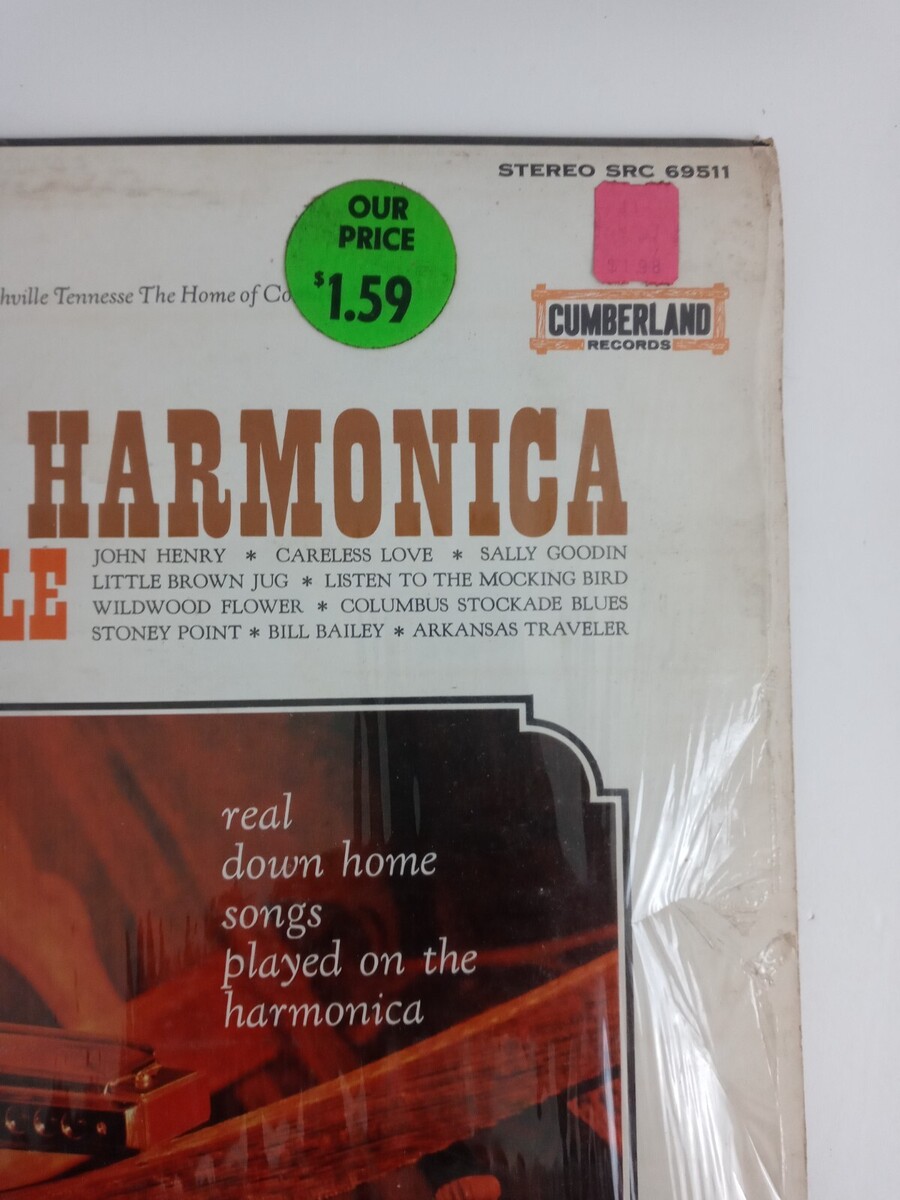 STEREO SRC 69511
OUR
PRICE
$1.59
$1.98
hville Tennesse The Home of Co
CUMBERLAND
RECORDS
HARMONICA
LE
JOHN HENRY * CARELESS LOVE * SALLY GOODIN
LITTLE BROWN JUG * LISTEN TO THE MOCKING BIRD
WILDWOOD FLOWER * COLUMBUS STOCKADE BLUES
STONEY POINT * BILL BAILEY * ARKANSAS TRAVELER
real
down home
songs
played on the
harmonica